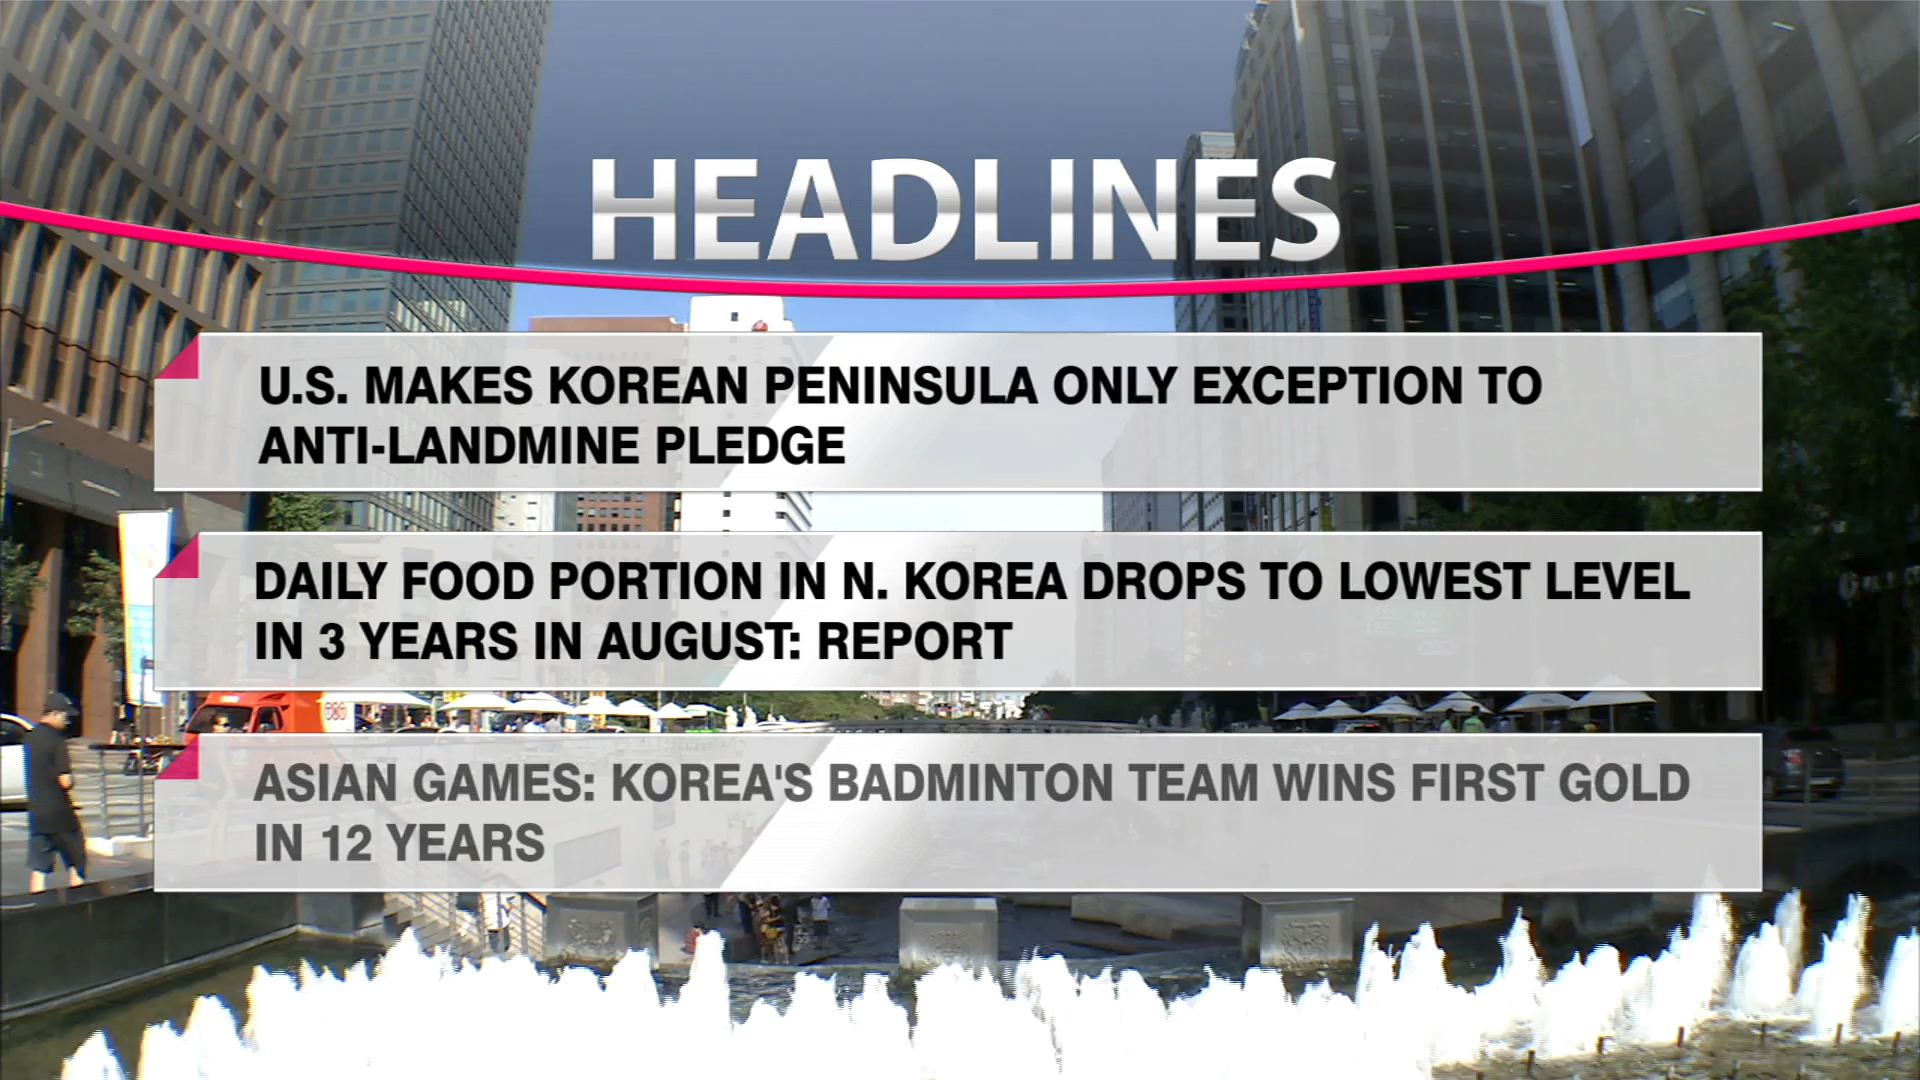 HEADLINES
U.S. MAKES KOREAN PENINSULA ONLY EXCEPTION TO
ANTI-LANDMINE PLEDGE
DAILY FOOD PORTION IN N. KOREA DROPS TO LOWEST LEVEL
IN 3 YEARS IN AUGUST: REPORT
ASIAN GAMES: KOREA'S BADMINTON TEAM WINS FIRST GOLD
IN 12 YEARS